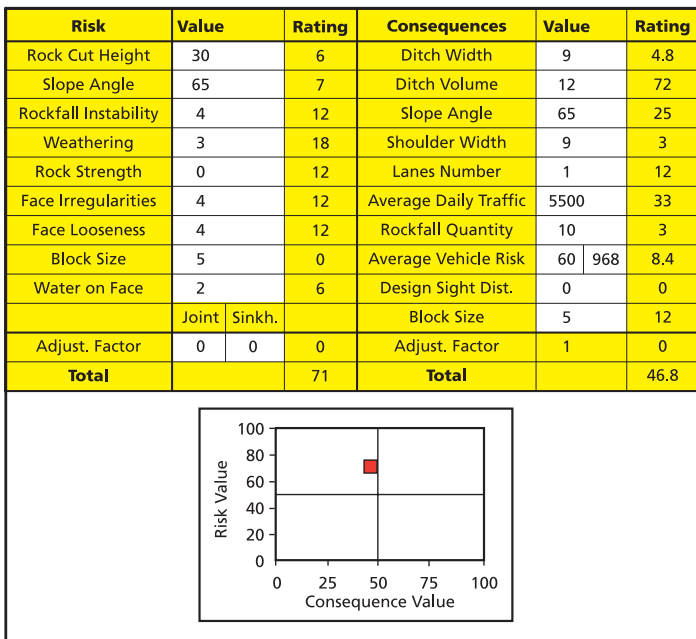 Risk Value Rating Consequences Value Rating
Rock Cut Height 30 6 Ditch Width 9 4.8
Slope Angle 65 7 Ditch Volume 12 72
Rockfall Instability 4 12 Slope Angle 65 25
Weathering 3 18 Shoulder Width 9 3
Rock Strength 0 12 Lanes Number 1 12
Face Irregularities 4 12 Average Daily Traffic 5500 33
Face Looseness 4 12 Rockfall Quantity 10 3
Block Size 5 0 Average Vehicle Risk 60 968 8.4
Water on Face 2 6 Design Sight Dist. 0 0
Joint Sinkh. Block Size 5 12
Adjust. Factor 0 0 0 Adjust. Factor 1 0
Total 71 Total 46.8
Risk Value
100
80
60
40
20
0
0 25 50 75 100
Consequence Value